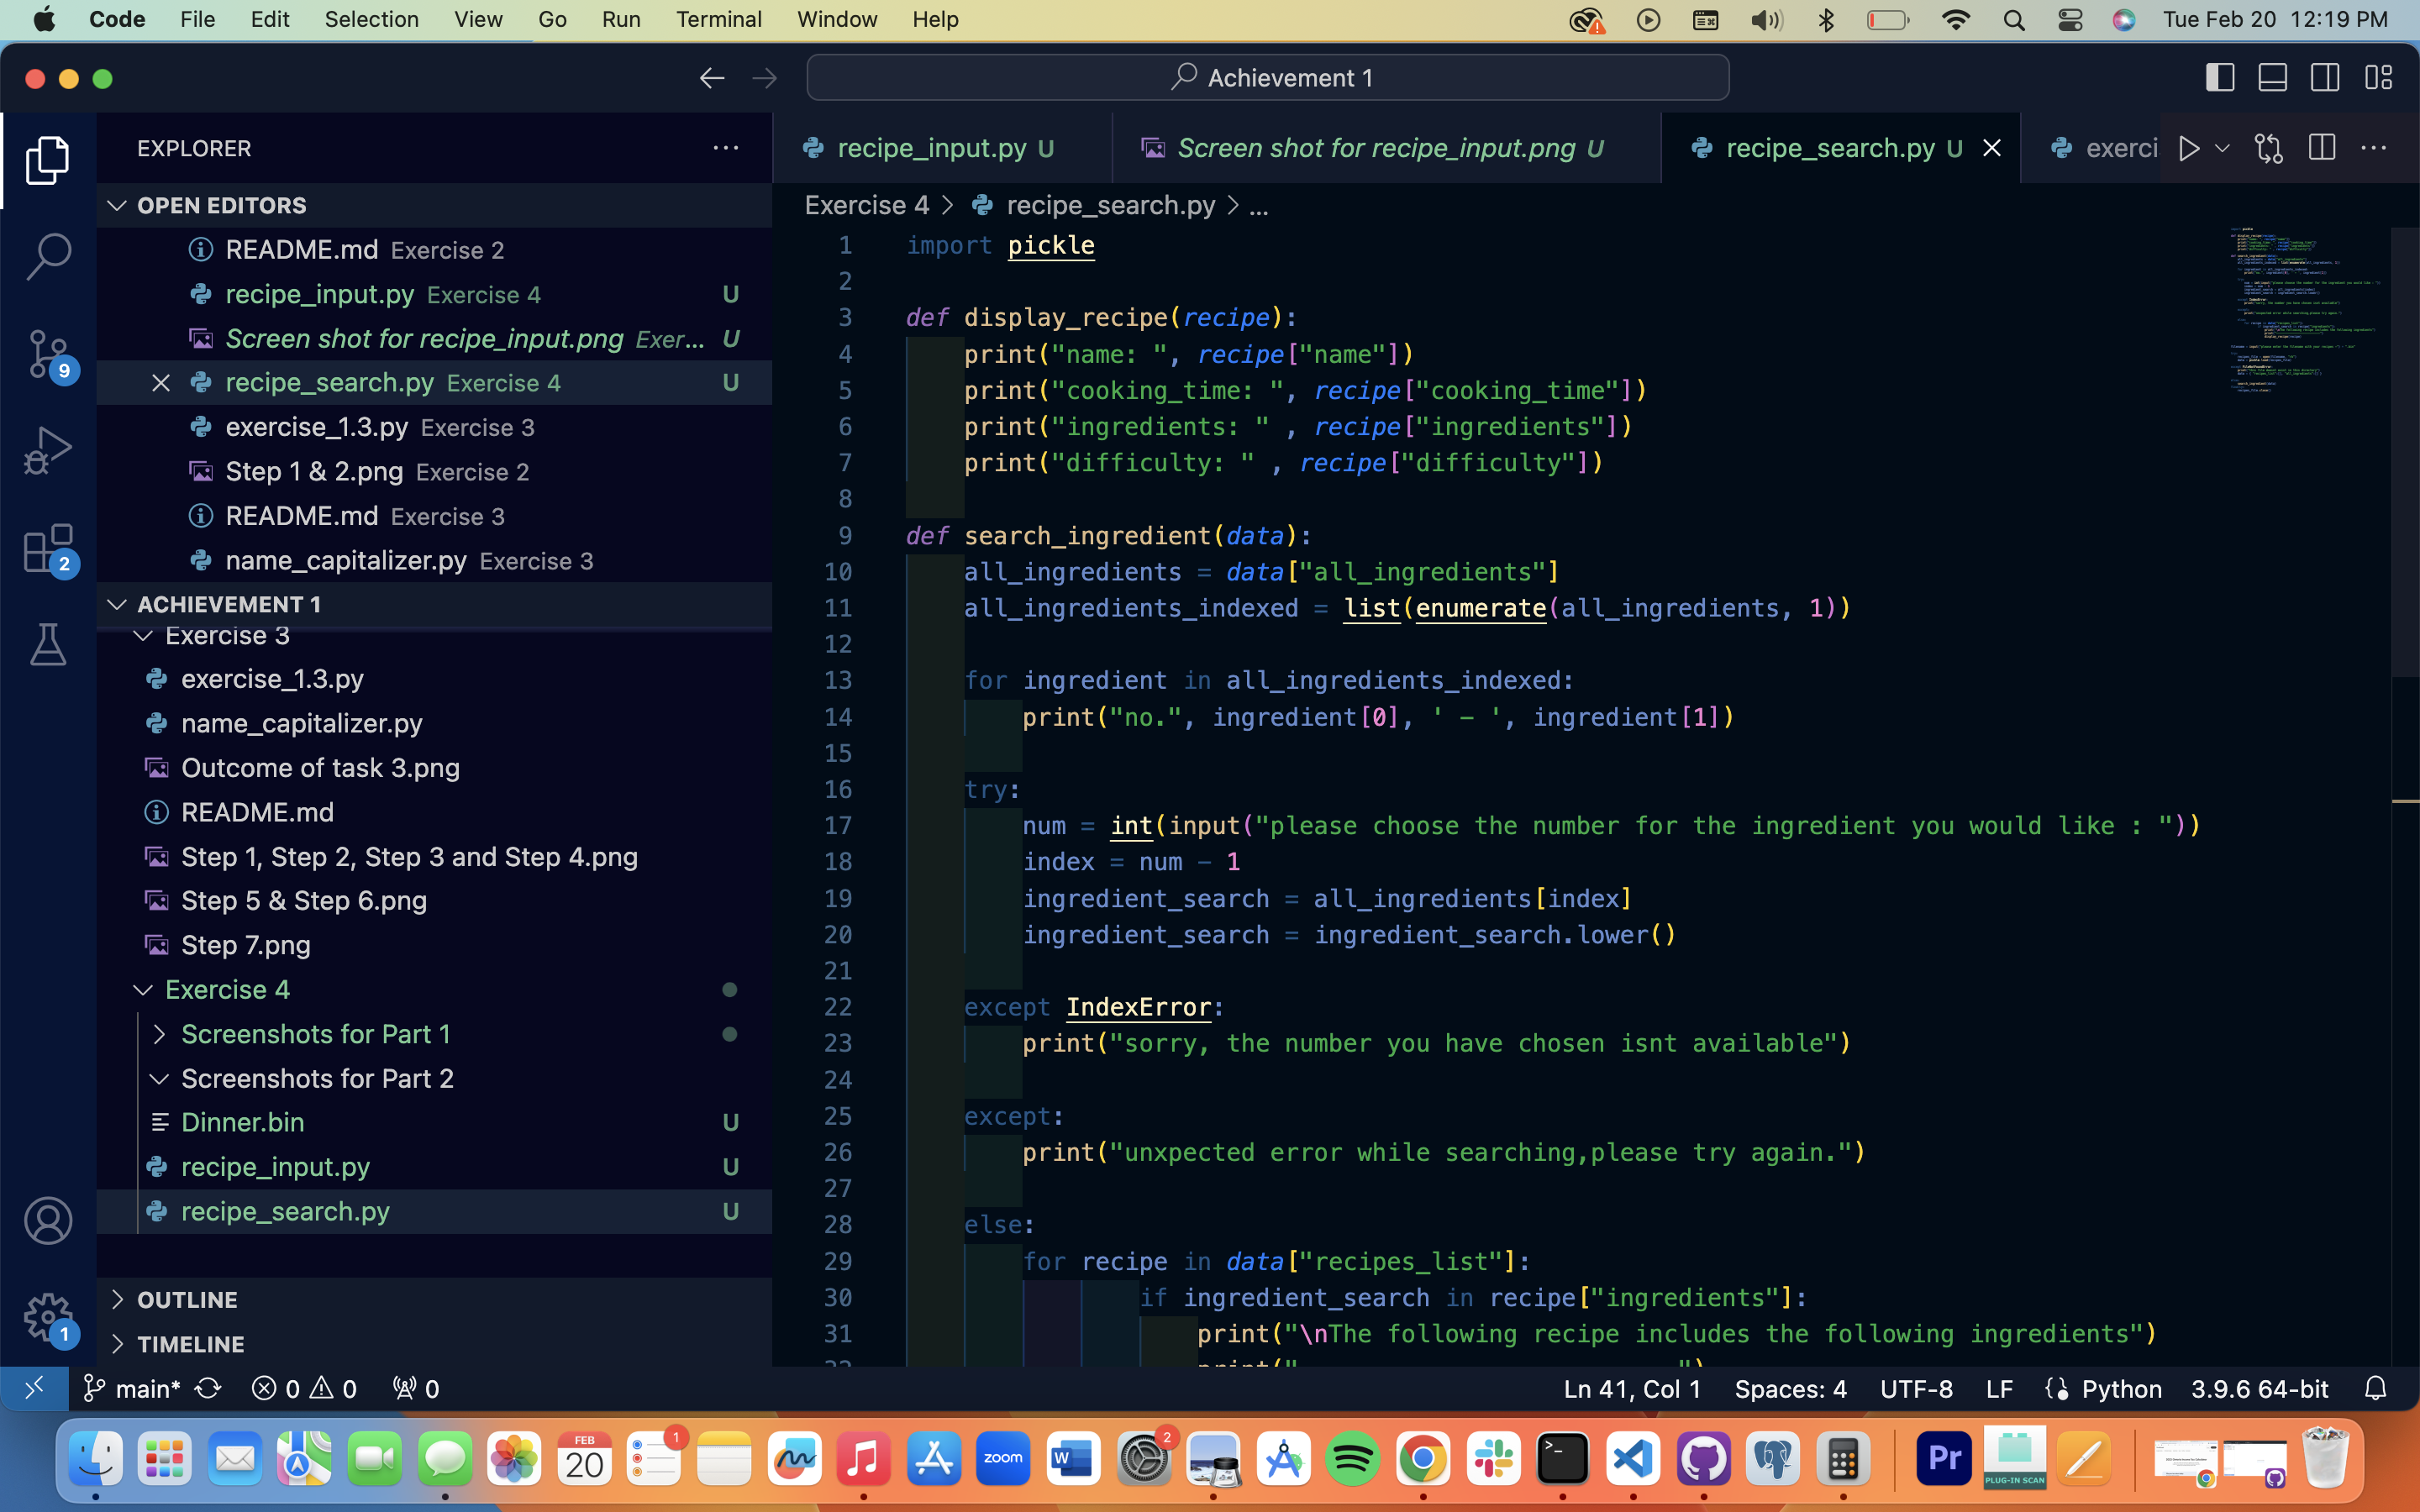 Code File Edit Selection View Go Run Terminal Window Help Tue Feb 20 12:19 PM
Achievement 1
EXPLORER
recipe_input.py U
Screen shot for recipe_input.png U
recipe_search.py U
exerci
OPEN EDITORS
README.md Exercise 2
recipe_input.py Exercise 4 U
Screen shot for recipe_input.png Exer... U
recipe_search.py Exercise 4 U
exercise_1.3.py Exercise 3
Step 1 & 2.png Exercise 2
README.md Exercise 3
name_capitalizer.py Exercise 3
ACHIEVEMENT 1
Exercise 3
exercise_1.3.py
name_capitalizer.py
Outcome of task 3.png
README.md
Step 1, Step 2, Step 3 and Step 4.png
Step 5 & Step 6.png
Step 7.png
Exercise 4
Screenshots for Part 1
Screenshots for Part 2
Dinner.bin U
recipe_input.py U
recipe_search.py U
OUTLINE
TIMELINE
9
2
1
Exercise 4 > recipe_search.py > ...
1 import pickle
2
3 def display_recipe(recipe):
4 print("name: ", recipe["name"])
5 print("cooking_time: ", recipe["cooking_time"])
6 print("ingredients: " , recipe["ingredients"])
7 print("difficulty: " , recipe["difficulty"])
8
9 def search_ingredient(data):
10 all_ingredients = data["all_ingredients"]
11 all_ingredients_indexed = list(enumerate(all_ingredients, 1))
12
13 for ingredient in all_ingredients_indexed:
14 print("no.", ingredient[0], ' - ', ingredient[1])
15
16 try:
17 num = int(input("please choose the number for the ingredient you would like : "))
18 index = num - 1
19 ingredient_search = all_ingredients[index]
20 ingredient_search = ingredient_search.lower()
21
22 except IndexError:
23 print("sorry, the number you have chosen isnt available")
24
25 except:
26 print("unxpected error while searching,please try again.")
27
28 else:
29 for recipe in data["recipes_list"]:
30 if ingredient_search in recipe["ingredients"]:
31 print("\nThe following recipe includes the following ingredients")
main* 0 0 0 Ln 41, Col 1 Spaces: 4 UTF-8 LF Python 3.9.6 64-bit
FEB
20
1
zoom
W
2
Pr
PLUG-IN SCAN